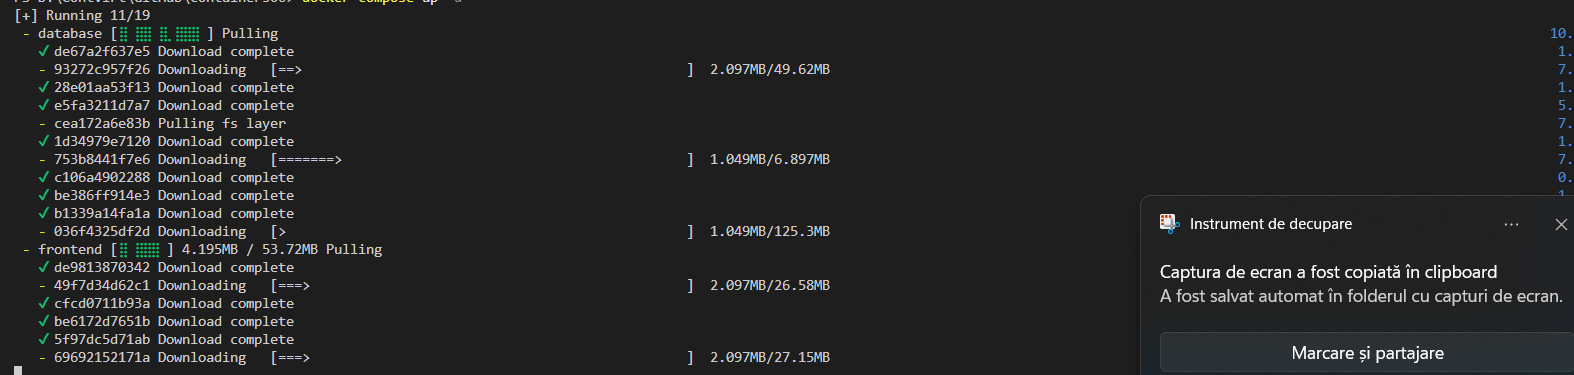 [+] Running 11/19
- database [⣿ ⣿⣿ ⣿⣀⣿⣿⣿ ] Pulling
✓ de67a2f637e5 Download complete
- 93272c957f26 Downloading [==> ] 2.097MB/49.62MB
✓ 28e01aa53f13 Download complete
✓ e5fa3211d7a7 Download complete
- cea172a6e83b Pulling fs layer
✓ 1d34979e7120 Download complete
- 753b8441f7e6 Downloading [=======> ] 1.049MB/6.897MB
✓ c106a4902288 Download complete
✓ be386ff914e3 Download complete
✓ b1339a14fa1a Download complete
- 036f4325df2d Downloading [> ] 1.049MB/125.3MB
- frontend [⣿ ⣿⣿⣿ ] 4.195MB / 53.72MB Pulling
✓ de9813870342 Download complete
- 49f7d34d62c1 Downloading [===> ] 2.097MB/26.58MB
✓ cfcd0711b93a Download complete
✓ be6172d7651b Download complete
✓ 5f97dc5d71ab Download complete
- 69692152171a Downloading [===> ] 2.097MB/27.15MB
10.
1.
7.
1.
5.
7.
1.
7.
0.
Instrument de decupare
Captura de ecran a fost copiată în clipboard
A fost salvat automat în folderul cu capturi de ecran.
Marcare și partajare